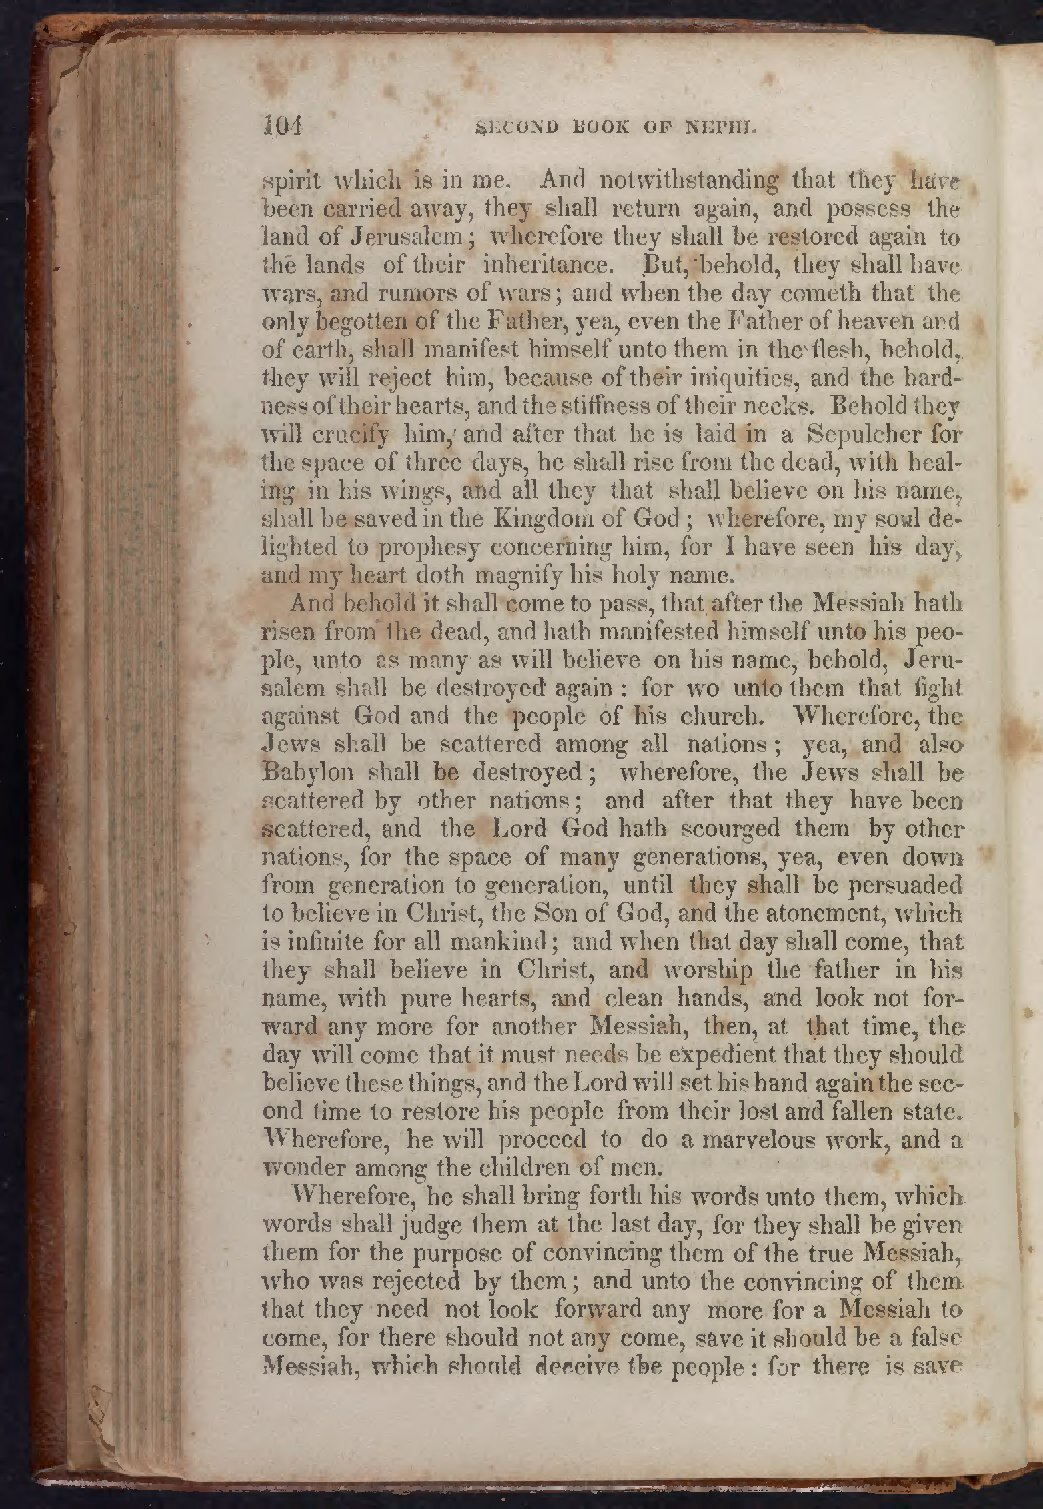 104 SECOND BOOK OF NEPHI.
spirit which is in me. And notwithstanding that they have
been carried away, they shall return again, and possess the
land of Jerusalem; wherefore they shall be restored again to
the lands of their inheritance. But, behold, they shall have
wars, and rumors of wars; and when the day cometh that the
only begotten of the Father, yea, even the Father of heaven and
of earth, shall manifest himself unto them in the flesh, behold,
they will reject him, because of their iniquities, and the hard-
ness of their hearts, and the stiffness of their necks. Behold they
will crucify him, and after that he is laid in a Sepulcher for
the space of three days, he shall rise from the dead, with heal-
ing in his wings, and all they that shall believe on his name,
shall be saved in the Kingdom of God; wherefore, my soul de-
lighted to prophesy concerning him, for I have seen his day,
and my heart doth magnify his holy name.
And behold it shall come to pass, that after the Messiah hath
risen from the dead, and hath manifested himself unto his peo-
ple, unto as many as will believe on his name, behold, Jeru-
salem shall be destroyed again: for wo unto them that fight
against God and the people of his church. Wherefore, the
Jews shall be scattered among all nations; yea, and also
Babylon shall be destroyed; wherefore, the Jews shall be
scattered by other nations; and after that they have been
scattered, and the Lord God hath scourged them by other
nations, for the space of many generations, yea, even down
from generation to generation, until they shall be persuaded
to believe in Christ, the Son of God, and the atonement, which
is infinite for all mankind; and when that day shall come, that
they shall believe in Christ, and worship the father in his
name, with pure hearts, and clean hands, and look not for-
ward any more for another Messiah, then, at that time, the
day will come that it must needs be expedient that they should
believe these things, and the Lord will set his hand again the sec-
ond time to restore his people from their lost and fallen state.
Wherefore, he will proceed to do a marvelous work, and a
wonder among the children of men.
Wherefore, he shall bring forth his words unto them, which
words shall judge them at the last day, for they shall be given
them for the purpose of convincing them of the true Messiah,
who was rejected by them; and unto the convincing of them
that they need not look forward any more for a Messiah to
come, for there should not any come, save it should be a false
Messiah, which should deceive the people: for there is save